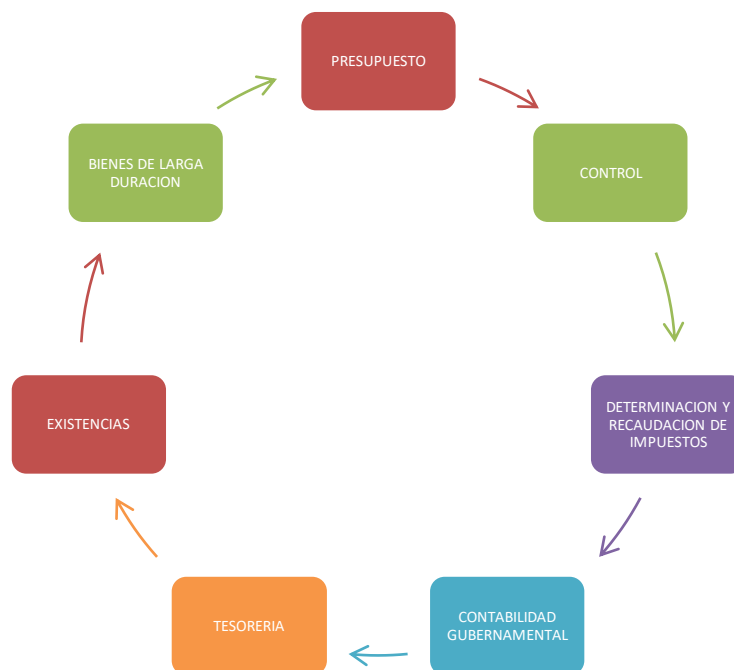 PRESUPUESTO
CONTROL
DETERMINACION Y
RECAUDACION DE
IMPUESTOS
CONTABILIDAD
GUBERNAMENTAL
TESORERIA
EXISTENCIAS
BIENES DE LARGA
DURACION